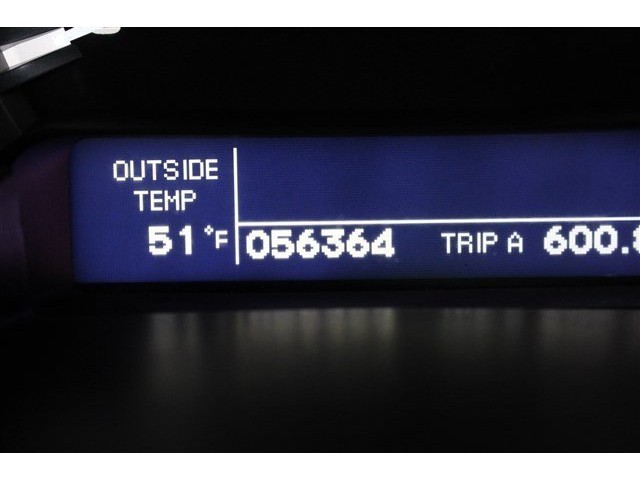 OUTSIDE
TEMP
51°F
056364 TRIP A 600.